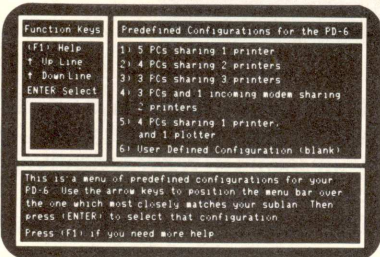 Function Keys
(F1) Help
↑ Up Line
↓ Down Line
ENTER Select
Predefined Configurations for the PD-6
1) 5 PCs sharing 1 printer
2) 4 PCs sharing 2 printers
3) 3 PCs sharing 3 printers
4) 3 PCs and 1 incoming modem sharing
2 printers
5) 4 PCs sharing 1 printer,
and 1 plotter
6) User Defined Configuration (blank)
This is a menu of predefined configurations for your
PD-6. Use the arrow keys to position the menu bar over
the one which most closely matches your sublan. Then
press (ENTER) to select that configuration
Press (F1) if you need more help